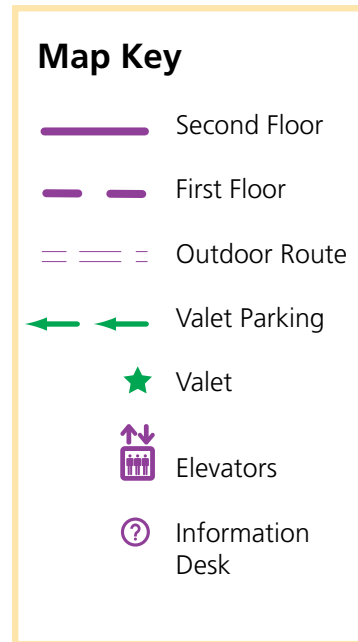 Map Key
Second Floor
First Floor
Outdoor Route
Valet Parking
Valet
Elevators
?
Information
Desk